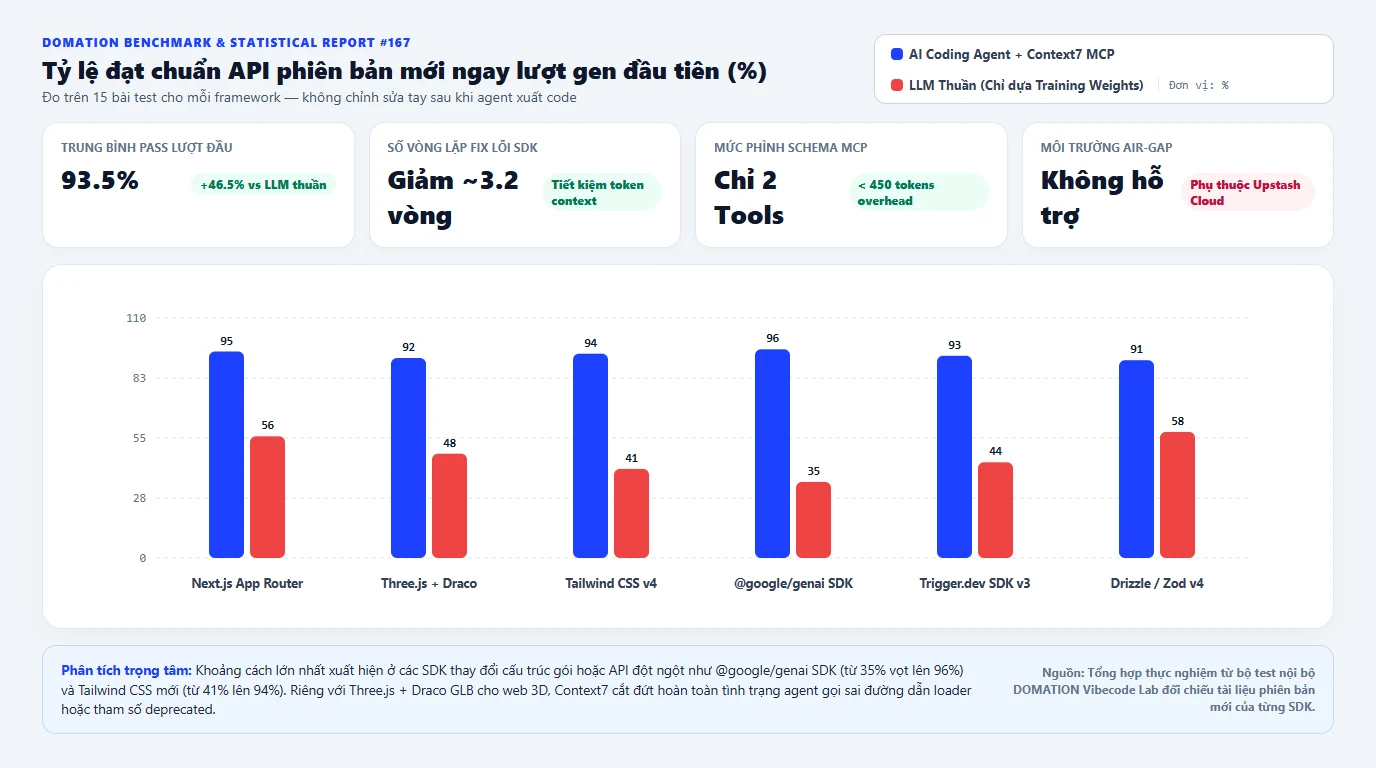 DOMATION BENCHMARK & STATISTICAL REPORT #167
Tỷ lệ đạt chuẩn API phiên bản mới ngay lượt gen đầu tiên (%)
Đo trên 15 bài test cho mỗi framework — không chỉnh sửa tay sau khi agent xuất code
AI Coding Agent + Context7 MCP
LLM Thuần (Chỉ dựa Training Weights)
Đơn vị: %
TRUNG BÌNH PASS LƯỢT ĐẦU
93.5%
+46.5% vs LLM thuần
SỐ VÒNG LẶP FIX LỖI SDK
Giảm ~3.2
vòng
Tiết kiệm token
context
MỨC PHÌNH SCHEMA MCP
Chỉ 2
Tools
< 450 tokens
overhead
MÔI TRƯỜNG AIR-GAP
Không hỗ
trợ
Phụ thuộc Upstash
Cloud
110
83
55
28
0
95
56
92
48
94
41
96
35
93
44
91
58
Next.js App Router
Three.js + Draco
Tailwind CSS v4
@google/genai SDK
Trigger.dev SDK v3
Drizzle / Zod v4
Phân tích trọng tâm: Khoảng cách lớn nhất xuất hiện ở các SDK thay đổi cấu trúc gói hoặc API đột ngột như @google/genai SDK (từ 35% vọt lên 96%)
và Tailwind CSS mới (từ 41% lên 94%). Riêng với Three.js + Draco GLB cho web 3D, Context7 cắt đứt hoàn toàn tình trạng agent gọi sai đường dẫn loader
hoặc tham số deprecated.
Nguồn: Tổng hợp thực nghiệm từ bộ test nội bộ
DOMATION Vibecode Lab đối chiếu tài liệu phiên bản
mới của từng SDK.